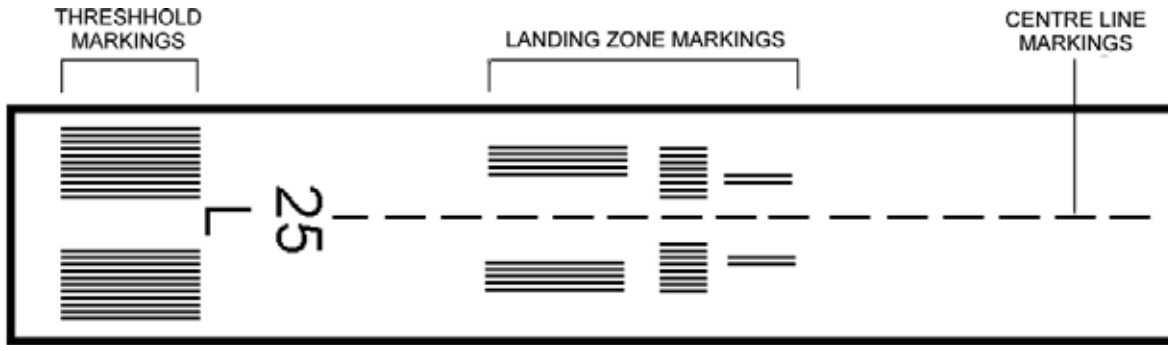 THRESHHOLD
MARKINGS
LANDING ZONE MARKINGS
CENTRE LINE
MARKINGS
L
25